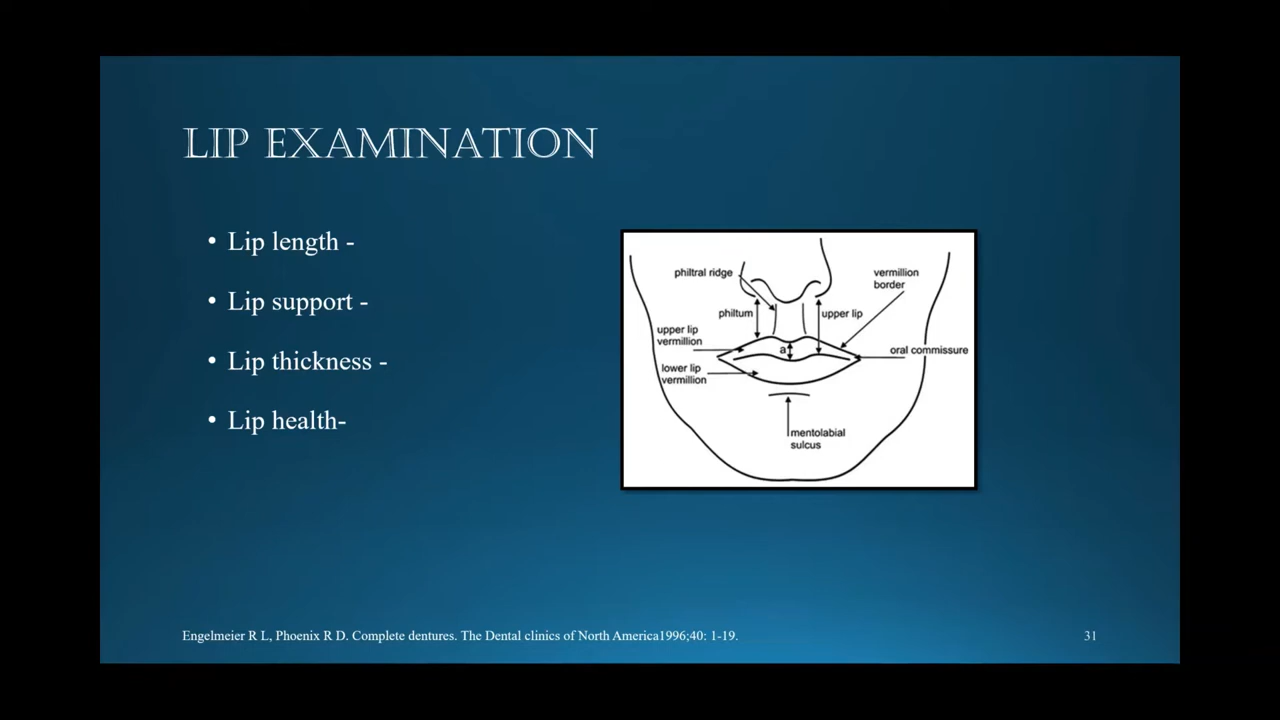 LIP EXAMINATION
• Lip length -
• Lip support -
• Lip thickness -
• Lip health-
philtral ridge
vermillion
border
philtum
upper lip
upper lip
vermillion
a
oral commissure
lower lip
vermillion
mentolabial
sulcus
Engelmeier R L, Phoenix R D. Complete dentures. The Dental clinics of North America1996;40: 1-19.
31